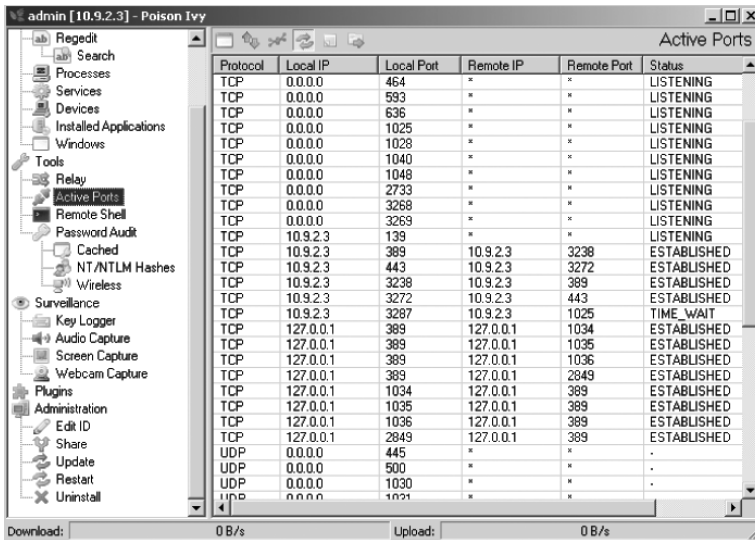 admin [10.9.2.3] - Poison Ivy
Regedit
Search
Processes
Services
Devices
Installed Applications
Windows
Tools
Relay
Active Ports
Remote Shell
Password Audit
Cached
NT/NTLM Hashes
Wireless
Surveillance
Key Logger
Audio Capture
Screen Capture
Webcam Capture
Plugins
Administration
Edit ID
Share
Update
Restart
Uninstall
Active Ports
Protocol Local IP Local Port Remote IP Remote Port Status
TCP 0.0.0.0 464 * * LISTENING
TCP 0.0.0.0 593 * * LISTENING
TCP 0.0.0.0 636 * * LISTENING
TCP 0.0.0.0 1025 * * LISTENING
TCP 0.0.0.0 1028 * * LISTENING
TCP 0.0.0.0 1040 * * LISTENING
TCP 0.0.0.0 1048 * * LISTENING
TCP 0.0.0.0 2733 * * LISTENING
TCP 0.0.0.0 3268 * * LISTENING
TCP 0.0.0.0 3269 * * LISTENING
TCP 10.9.2.3 139 * * LISTENING
TCP 10.9.2.3 389 10.9.2.3 3238 ESTABLISHED
TCP 10.9.2.3 443 10.9.2.3 3272 ESTABLISHED
TCP 10.9.2.3 3238 10.9.2.3 389 ESTABLISHED
TCP 10.9.2.3 3272 10.9.2.3 443 ESTABLISHED
TCP 10.9.2.3 3287 10.9.2.3 1025 TIME_WAIT
TCP 127.0.0.1 389 127.0.0.1 1034 ESTABLISHED
TCP 127.0.0.1 389 127.0.0.1 1035 ESTABLISHED
TCP 127.0.0.1 389 127.0.0.1 1036 ESTABLISHED
TCP 127.0.0.1 389 127.0.0.1 2849 ESTABLISHED
TCP 127.0.0.1 1034 127.0.0.1 389 ESTABLISHED
TCP 127.0.0.1 1035 127.0.0.1 389 ESTABLISHED
TCP 127.0.0.1 1036 127.0.0.1 389 ESTABLISHED
TCP 127.0.0.1 2849 127.0.0.1 389 ESTABLISHED
UDP 0.0.0.0 445 * * -
UDP 0.0.0.0 500 * * -
UDP 0.0.0.0 1030 * * -
UDP 0.0.0.0 1031
Download: 0 B/s Upload: 0 B/s